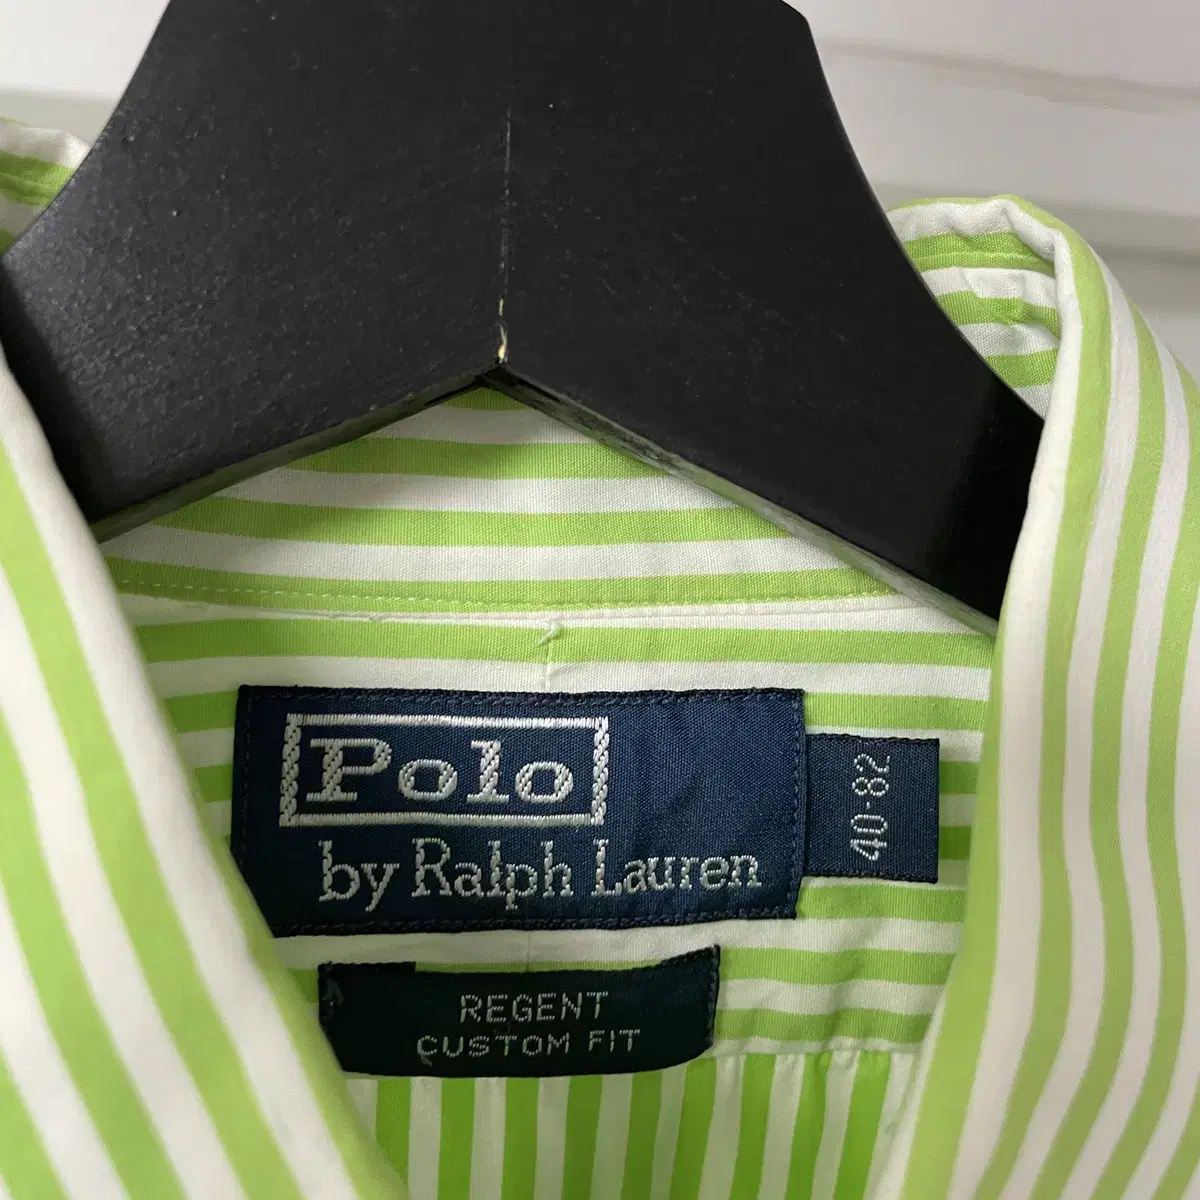 Polo
by Ralph Lauren
40-82
REGENT
CUSTOM FIT